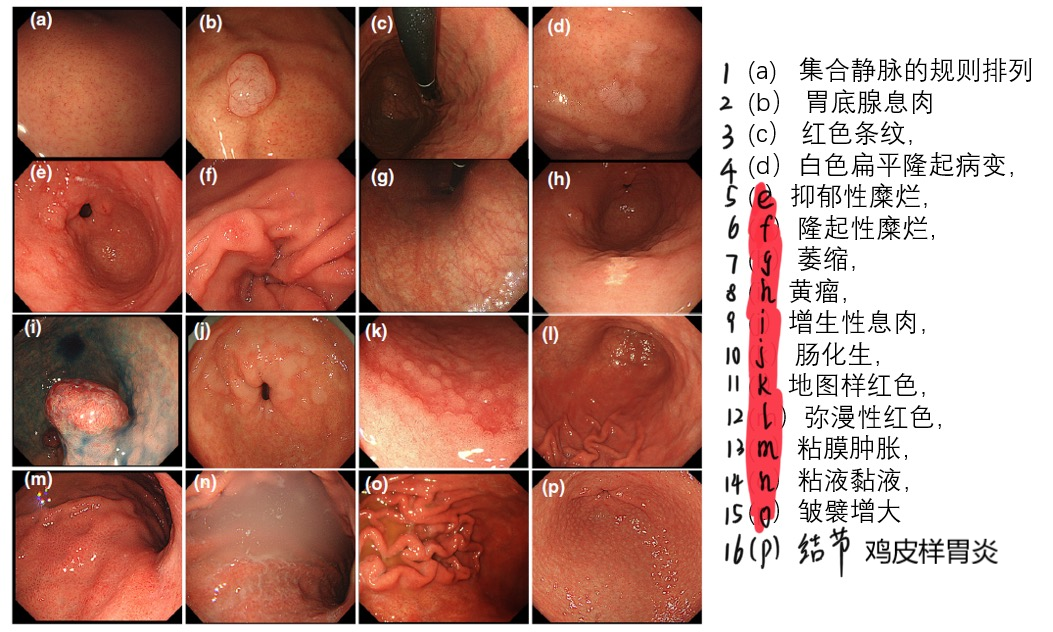 (a) (b) (c) (d)
(e) (f) (g) (h)
(i) (j) (k) (l)
(m) (n) (o) (p)
1 (a) 集合静脉的规则排列
2 (b) 胃底腺息肉
3 (c) 红色条纹,
4 (d) 白色扁平隆起病变,
5 (e) 抑郁性糜烂,
6 (f) 隆起性糜烂,
7 (g 萎缩,
8 (h 黄瘤,
9 (i 增生性息肉,
10 j 肠化生,
11 k 地图样红色,
12 (l) 弥漫性红色,
13 m 粘膜肿胀,
14 (n) 粘液黏液,
15 (o) 皱襞增大
16 (p) 结节 鸡皮样胃炎